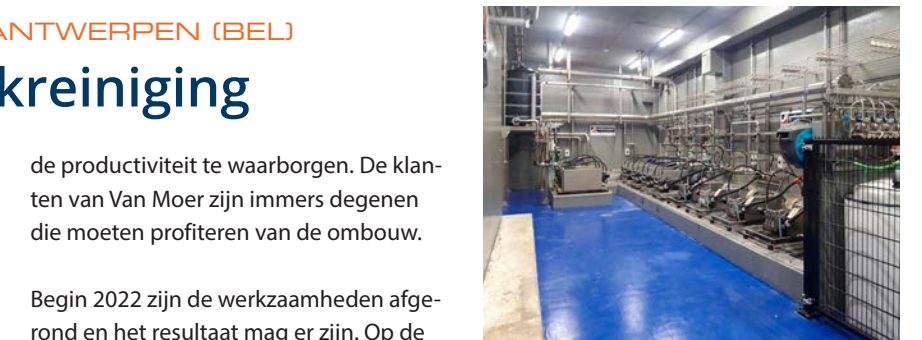 ANTWERPEN (BEL)
kreiniging
de productiviteit te waarborgen. De klan-
ten van Van Moer zijn immers degenen
die moeten profiteren van de ombouw.
Begin 2022 zijn de werkzaamheden afge-
rond en het resultaat mag er zijn. Op de